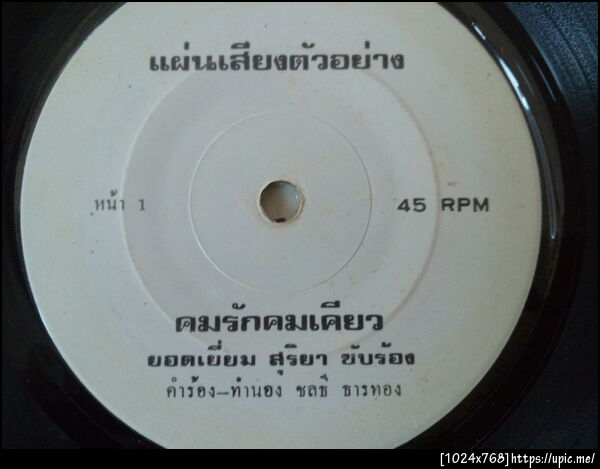 แผ่นเสียงตัวอย่าง
หน้า 1
45 RPM
คมรักคมเคียว
ยอดเยี่ยม สุริยา ขับร้อง
คำร้อง-ทำนอง ชลธี ธารทอง
[1024x768]https://upic.me/